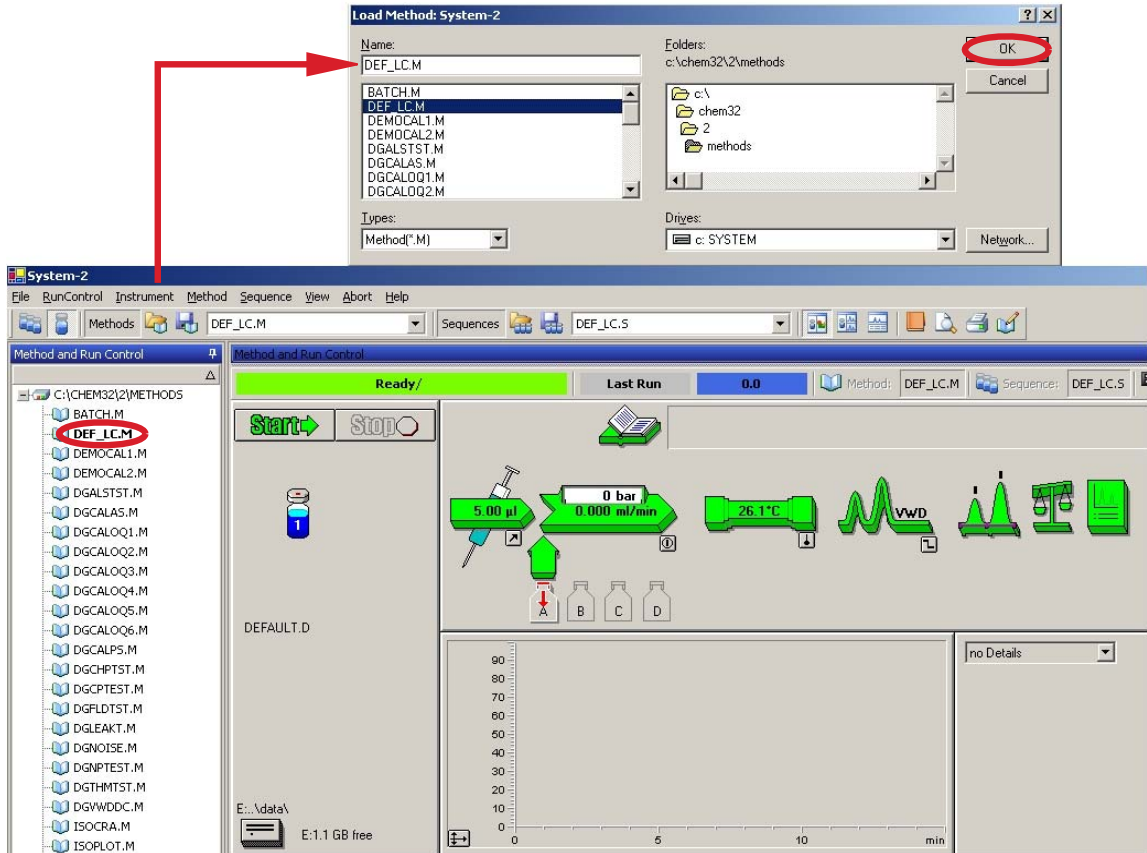 Load Method: System-2
Name:
DEF_LC.M
BATCH.M
DEF_LC.M
DEMOCAL1.M
DEMOCAL2.M
DGALSTST.M
DGCALAS.M
DGCALOQ1.M
DGCALOQ2.M
Types:
Method(*.M)
Folders:
c:\chem32\2\methods
c:\
chem32
2
methods
Drives:
c: SYSTEM
OK
Cancel
Network...
System-2
File RunControl Instrument Method Sequence View Abort Help
Methods DEF_LC.M Sequences DEF_LC.S
Method and Run Control
C:\CHEM32\2\METHODS
BATCH.M
DEF_LC.M
DEMOCAL1.M
DEMOCAL2.M
DGALSTST.M
DGCALAS.M
DGCALOQ1.M
DGCALOQ2.M
DGCALOQ3.M
DGCALOQ4.M
DGCALOQ5.M
DGCALOQ6.M
DGCALPS.M
DGCHPTST.M
DGCPTEST.M
DGFLDTST.M
DGLEAKT.M
DGNOISE.M
DGNPTEST.M
DGTHMTST.M
DGVWDDC.M
ISOCRA.M
ISOPLOT.M
Method and Run Control
Ready/ Last Run 0.0 Method: DEF_LC.M Sequence: DEF_LC.S
Start Stop
1
DEFAULT.D
E:..\data\
E:1.1 GB free
5.00 µl
0 bar
0.000 ml/min
26.1°C
VWD
A B C D
90
80
70
60
50
40
30
20
10
0
0 5 10 min
no Details